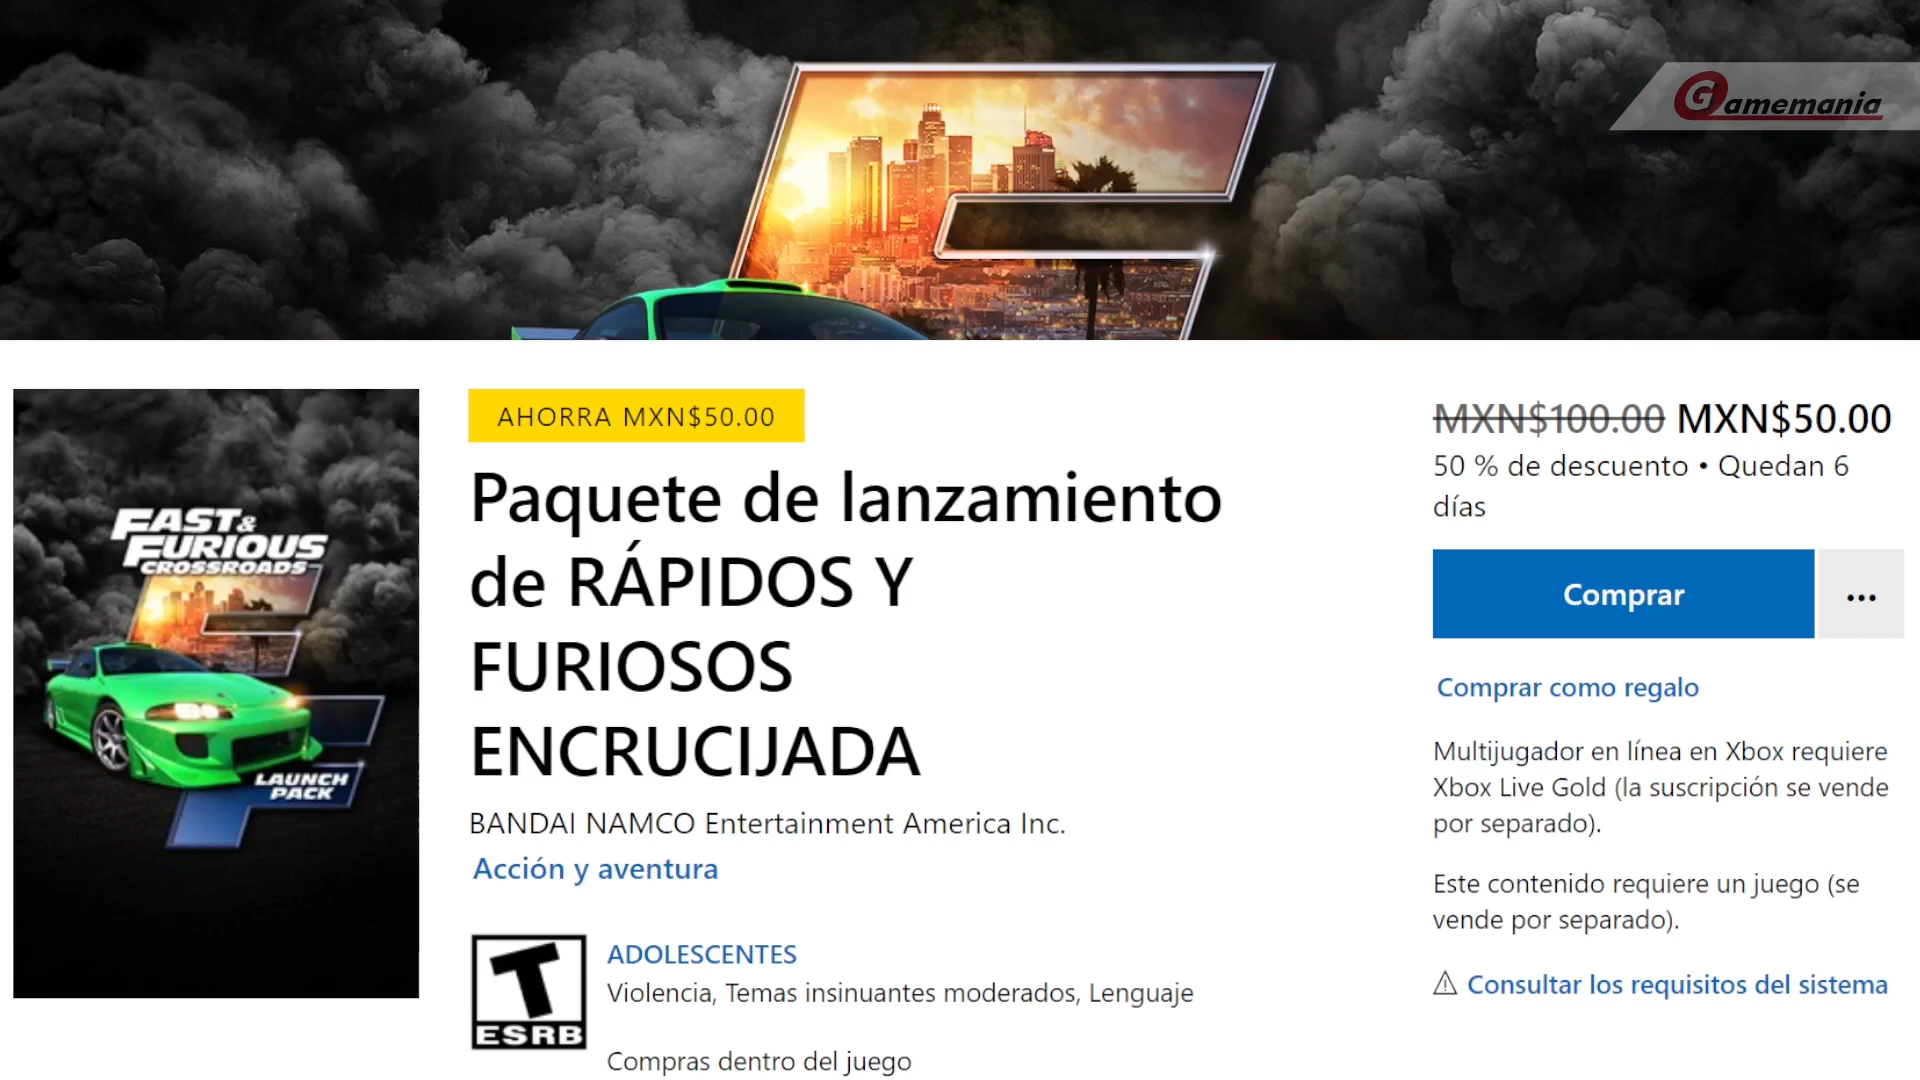 Gamemania
FAST &
FURIOUS
CROSSROADS
LAUNCH
PACK
AHORRA MXN$50.00
Paquete de lanzamiento
de RÁPIDOS Y
FURIOSOS
ENCRUCIJADA
BANDAI NAMCO Entertainment America Inc.
Acción y aventura
T
ESRB
ADOLESCENTES
Violencia, Temas insinuantes moderados, Lenguaje
Compras dentro del juego
MXN$100.00 MXN$50.00
50 % de descuento • Quedan 6
días
Comprar
...
Comprar como regalo
Multijugador en línea en Xbox requiere
Xbox Live Gold (la suscripción se vende
por separado).
Este contenido requiere un juego (se
vende por separado).
⚠ Consultar los requisitos del sistema